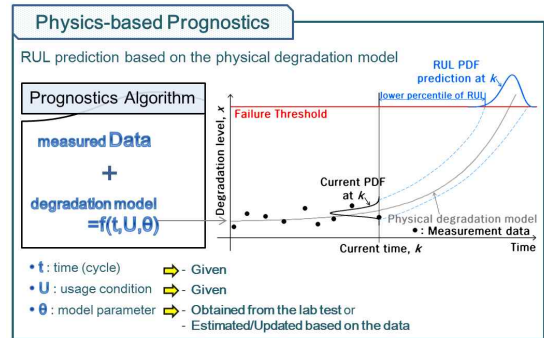 Physics-based Prognostics
RUL prediction based on the physical degradation model
Prognostics Algorithm
measured Data
+
degradation model
=f(t,U,θ)
Degradation level, x
Failure Threshold
RUL PDF
prediction at k
lower percentile of RUL
Current PDF
at k
Physical degradation model
• : Measurement data
Current time, k
Time
• t : time (cycle) - Given
• U : usage condition - Given
• θ : model parameter - Obtained from the lab test or
- Estimated/Updated based on the data